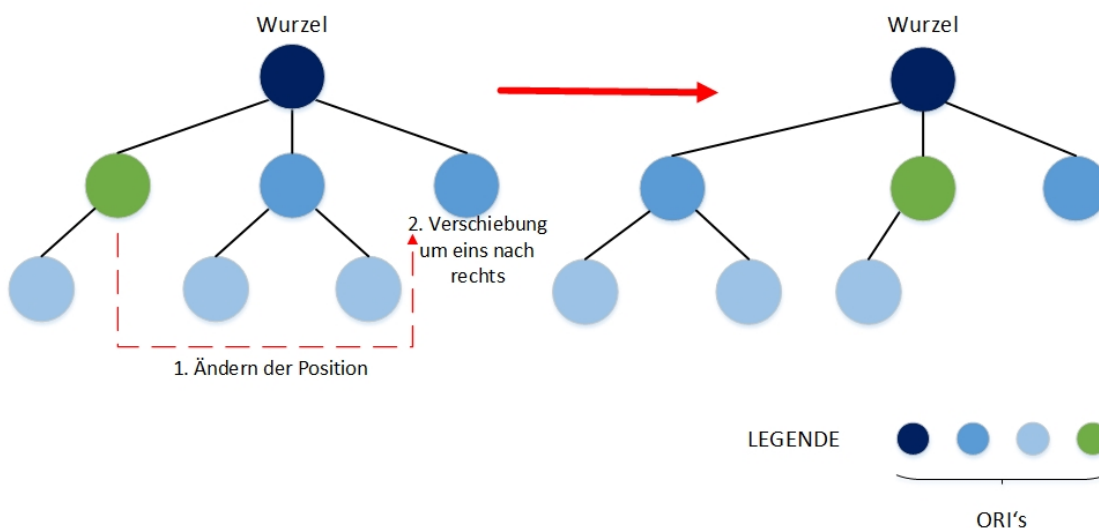 Wurzel
Wurzel
2. Verschiebung
um eins nach
rechts
1. Ändern der Position
LEGENDE
ORI's